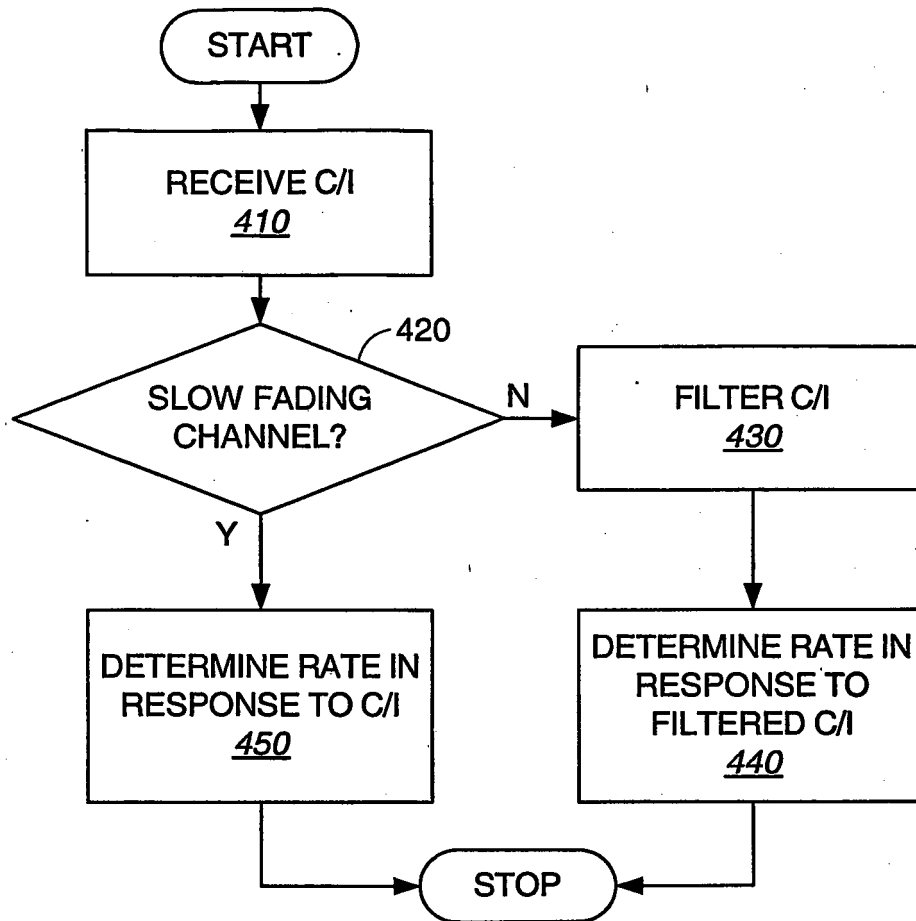 START
RECEIVE C/I
410
420
SLOW FADING
CHANNEL?
N
Y
FILTER C/I
430
DETERMINE RATE IN
RESPONSE TO C/I
450
DETERMINE RATE IN
RESPONSE TO
FILTERED C/I
440
STOP